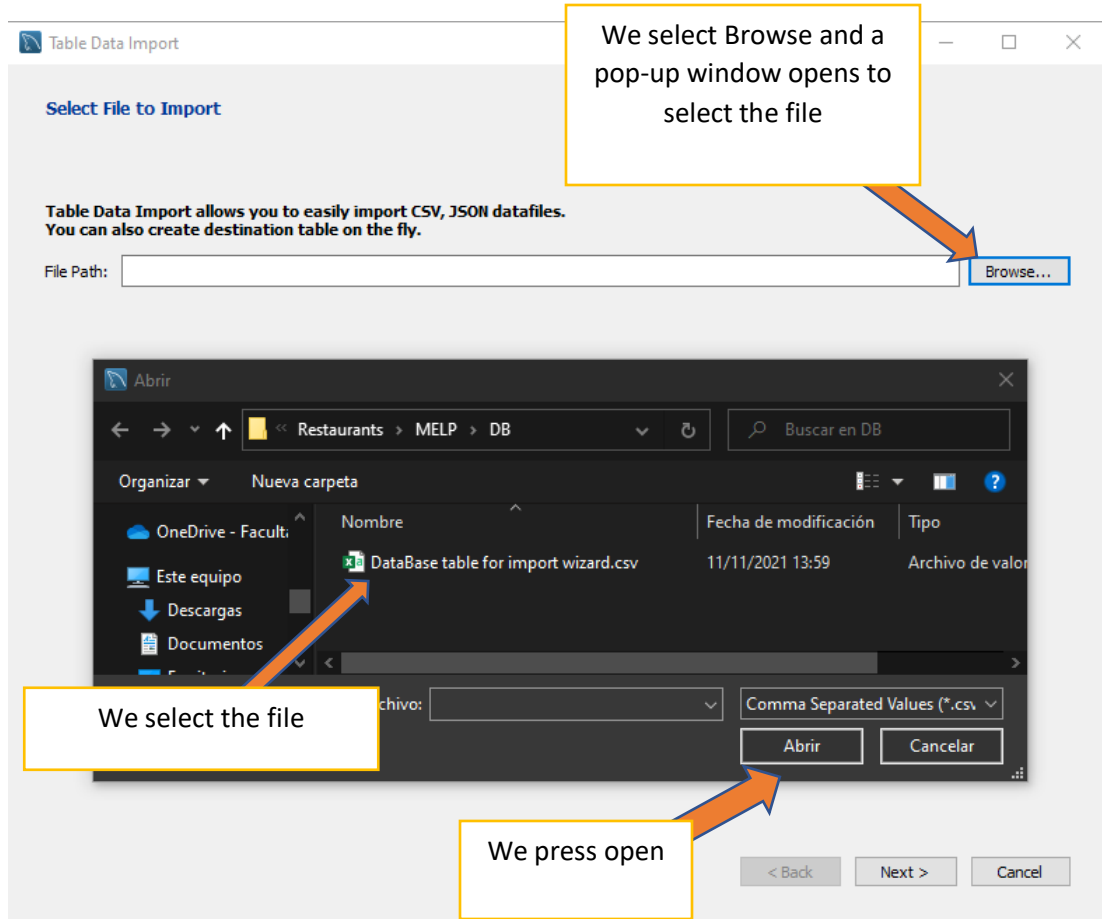 Table Data Import
We select Browse and a
pop-up window opens to
select the file
Select File to Import
Table Data Import allows you to easily import CSV, JSON datafiles.
You can also create destination table on the fly.
File Path:
Browse...
Abrir
« Restaurants > MELP > DB
Buscar en DB
Organizar
Nueva carpeta
OneDrive - Facult
Este equipo
Descargas
Documentos
Nombre
Fecha de modificación
Tipo
DataBase table for import wizard.csv
11/11/2021 13:59
Archivo de valor
We select the file
chivo:
Comma Separated Values (*.csv
Abrir
Cancelar
We press open
< Back
Next >
Cancel